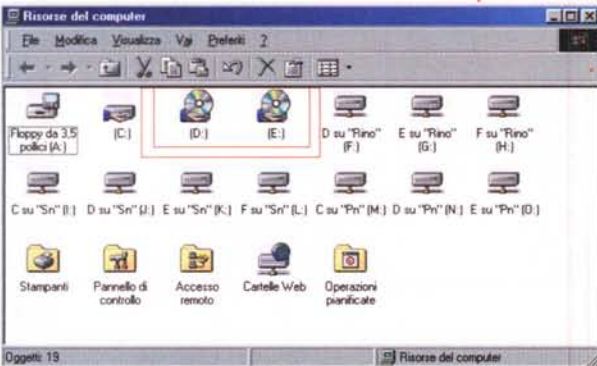 Risorse del computer
File Modifica Visualizza Vai Preferiti ?
Floppy da 3,5 pollici (A:) (C:) (D:) (E:) D su "Rino" (F:) E su "Rino" (G:) F su "Rino" (H:)
C su "Sn" (I:) D su "Sn" (J:) E su "Sn" (K:) F su "Sn" (L:) C su "Pn" (M:) D su "Pn" (N:) E su "Pn" (O:)
Stampanti Pannello di controllo Accesso remoto Cartelle Web Operazioni pianificate
Oggetti: 19 Risorse del computer